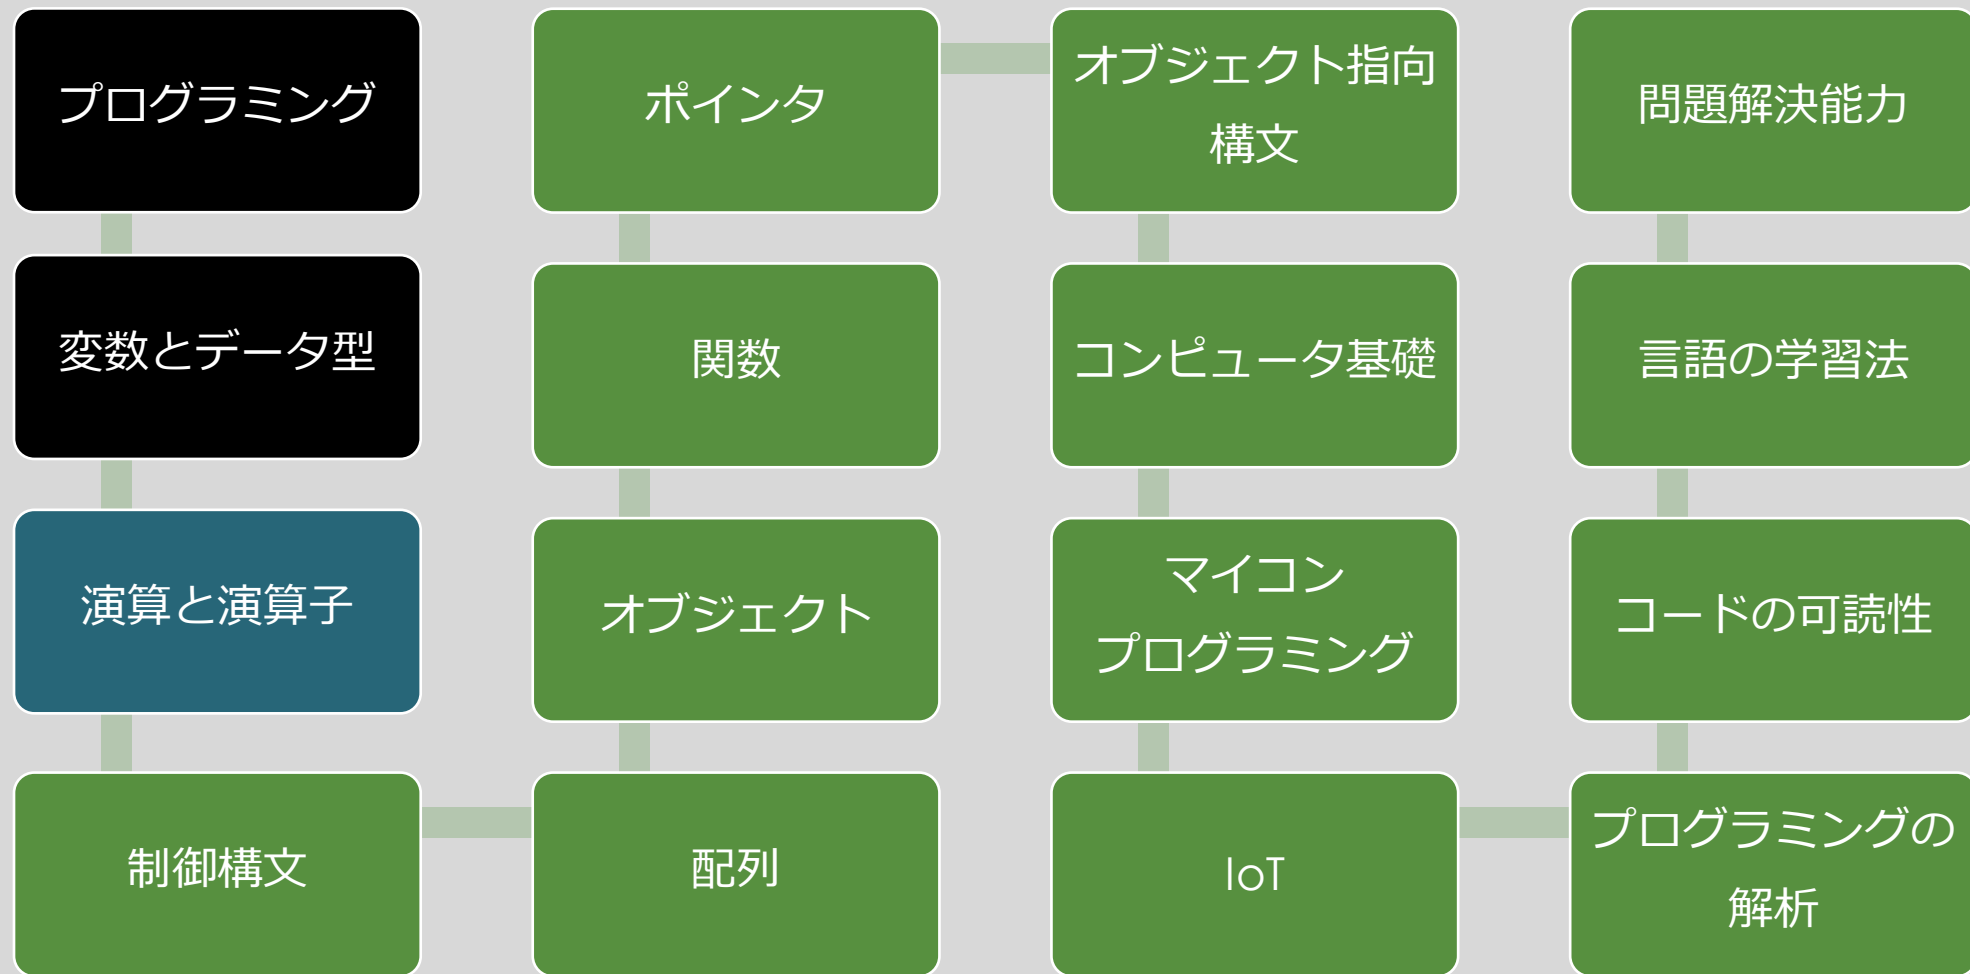 プログラミング
変数とデータ型
演算と演算子
制御構文
配列
オブジェクト
関数
ポインタ
オブジェクト指向
構文
コンピュータ基礎
マイコン
プログラミング
IoT
プログラミングの
解析
コードの可読性
言語の学習法
問題解決能力